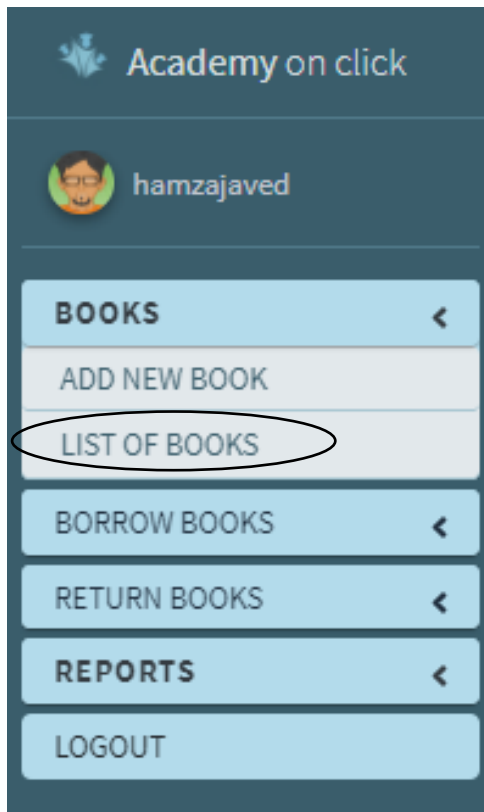 Academy on click
hamzajaved
BOOKS
ADD NEW BOOK
LIST OF BOOKS
BORROW BOOKS
RETURN BOOKS
REPORTS
LOGOUT